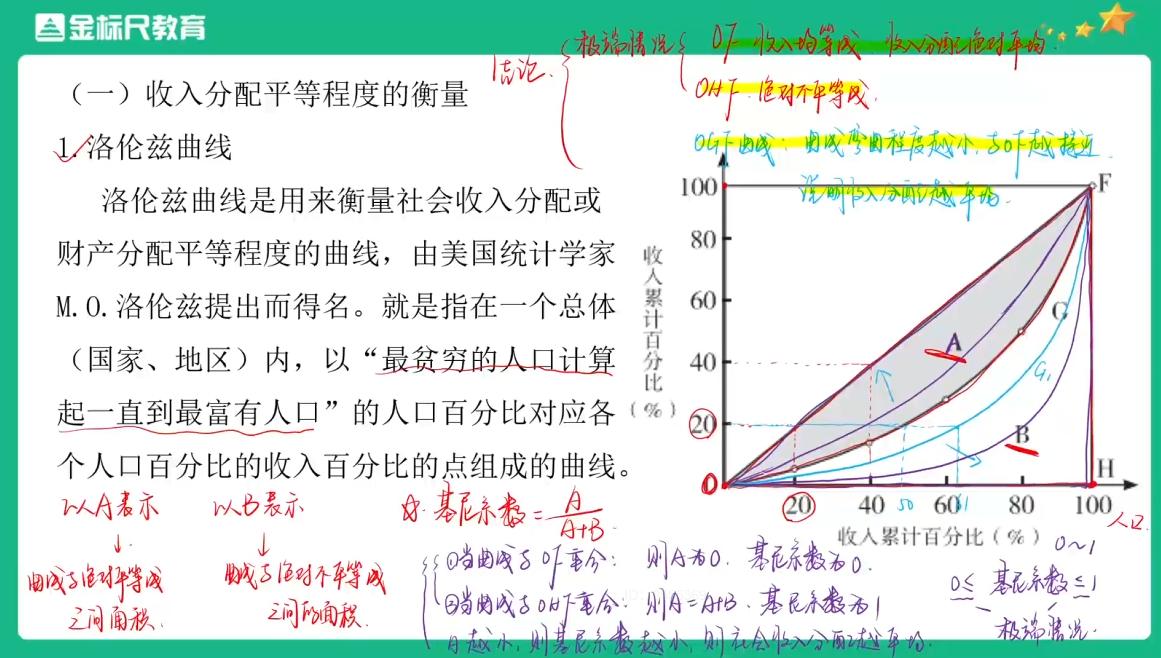 金标尺教育
结论
极端情况
OF 收入均等线 收入分配绝对平均.
OHF. 绝对不平等线.
OGF曲线: 曲线弯曲程度越小, 与OF越接近.
说明收入分配越平均.
（一）收入分配平等程度的衡量
1.洛伦兹曲线
洛伦兹曲线是用来衡量社会收入分配或
财产分配平等程度的曲线，由美国统计学家
M.O.洛伦兹提出而得名。就是指在一个总体
（国家、地区）内，以“最贫穷的人口计算
起一直到最富有人口”的人口百分比对应各
个人口百分比的收入百分比的点组成的曲线。
收入累计百分比（%）
100
80
60
40
20
O
F
A
G
G₁
B
H
20 40 50 60 61 80 100
人口
收入累计百分比（%）
以A表示
↓
曲线与绝对平等线
之间面积.
以B表示
↓
曲线与绝对不平等线
之间的面积.
基尼系数=A/A+B.
①当曲线与OF重合: 则A为0. 基尼系数为0.
②当曲线与OHF重合: 则A=A+B. 基尼系数为1
越小, 则基尼系数越小, 则社会收入分配越平均.
0~1
0≤ 基尼系数 ≤1
极端情况.